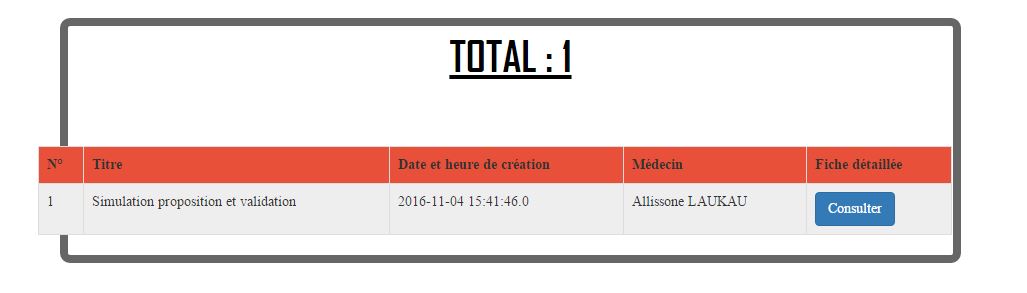 TOTAL : 1
N° Titre Date et heure de création Médecin Fiche détaillée
1 Simulation proposition et validation 2016-11-04 15:41:46.0 Allissone LAUKAU Consulter